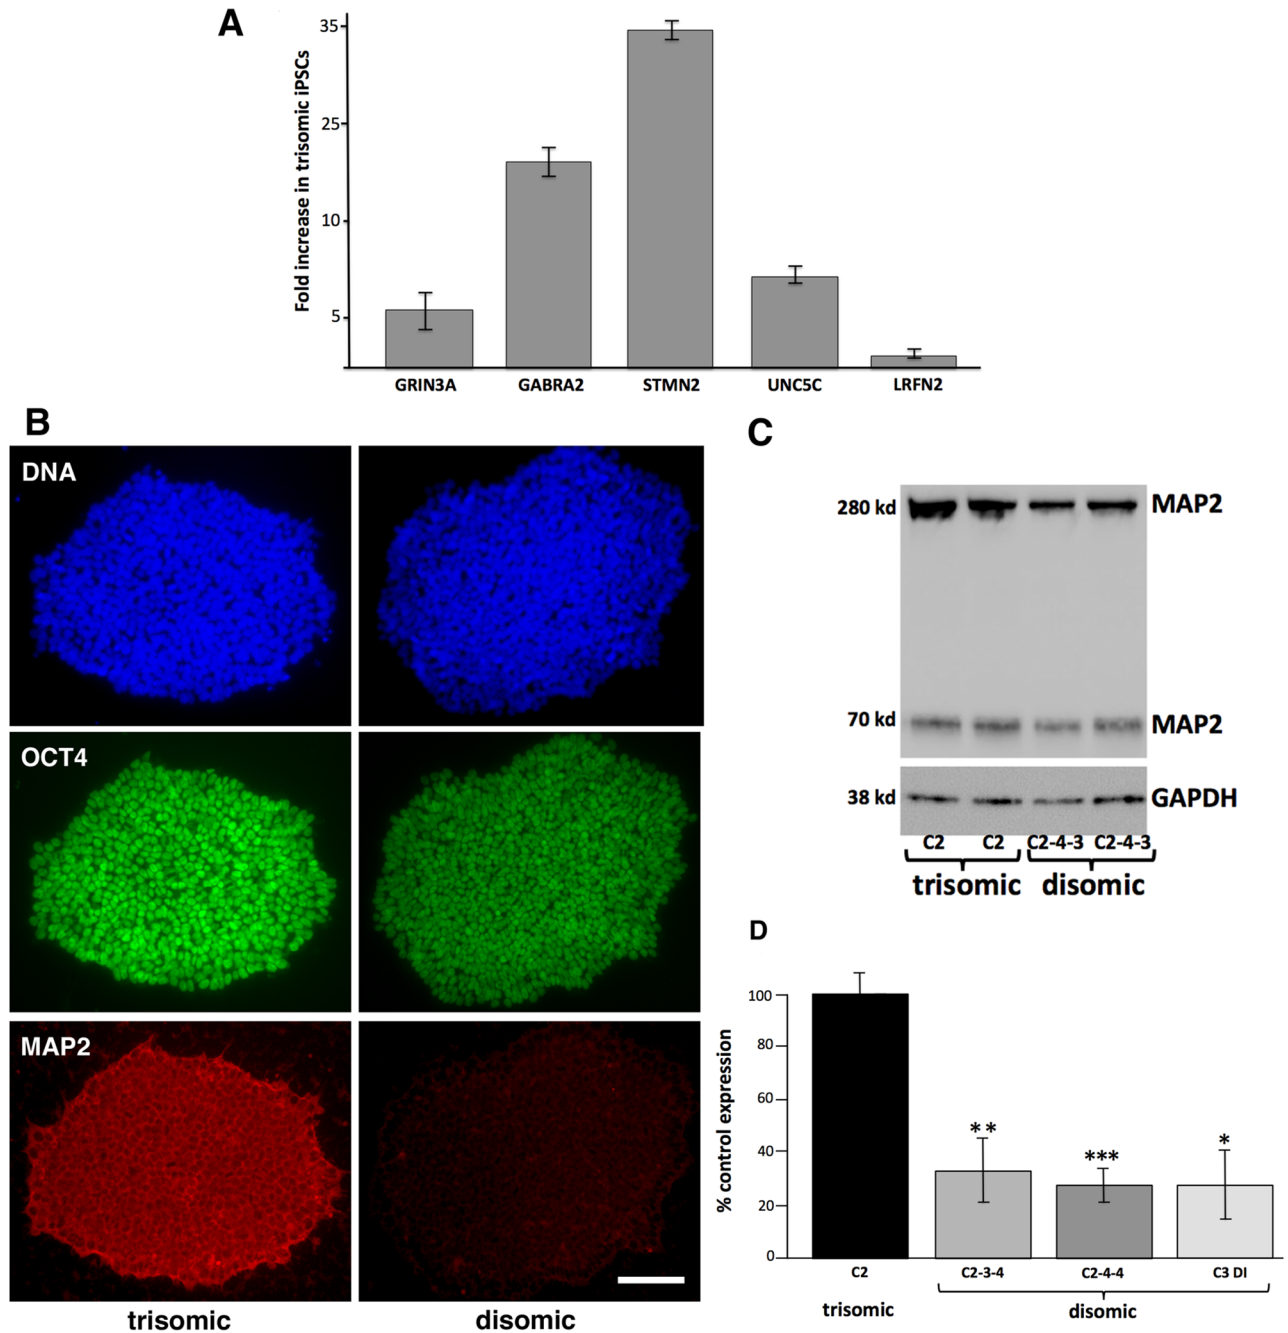 A
Fold increase in trisomic iPSCs
35
25
10
5
GRIN3A GABRA2 STMN2 UNC5C LRFN2
B
DNA
OCT4
MAP2
trisomic disomic
C
280 kd MAP2
70 kd MAP2
38 kd GAPDH
C2 C2 C2-4-3 C2-4-3
trisomic disomic
D
% control expression
100
80
60
40
20
0
** *** *
C2 C2-3-4 C2-4-4 C3 DI
trisomic disomic